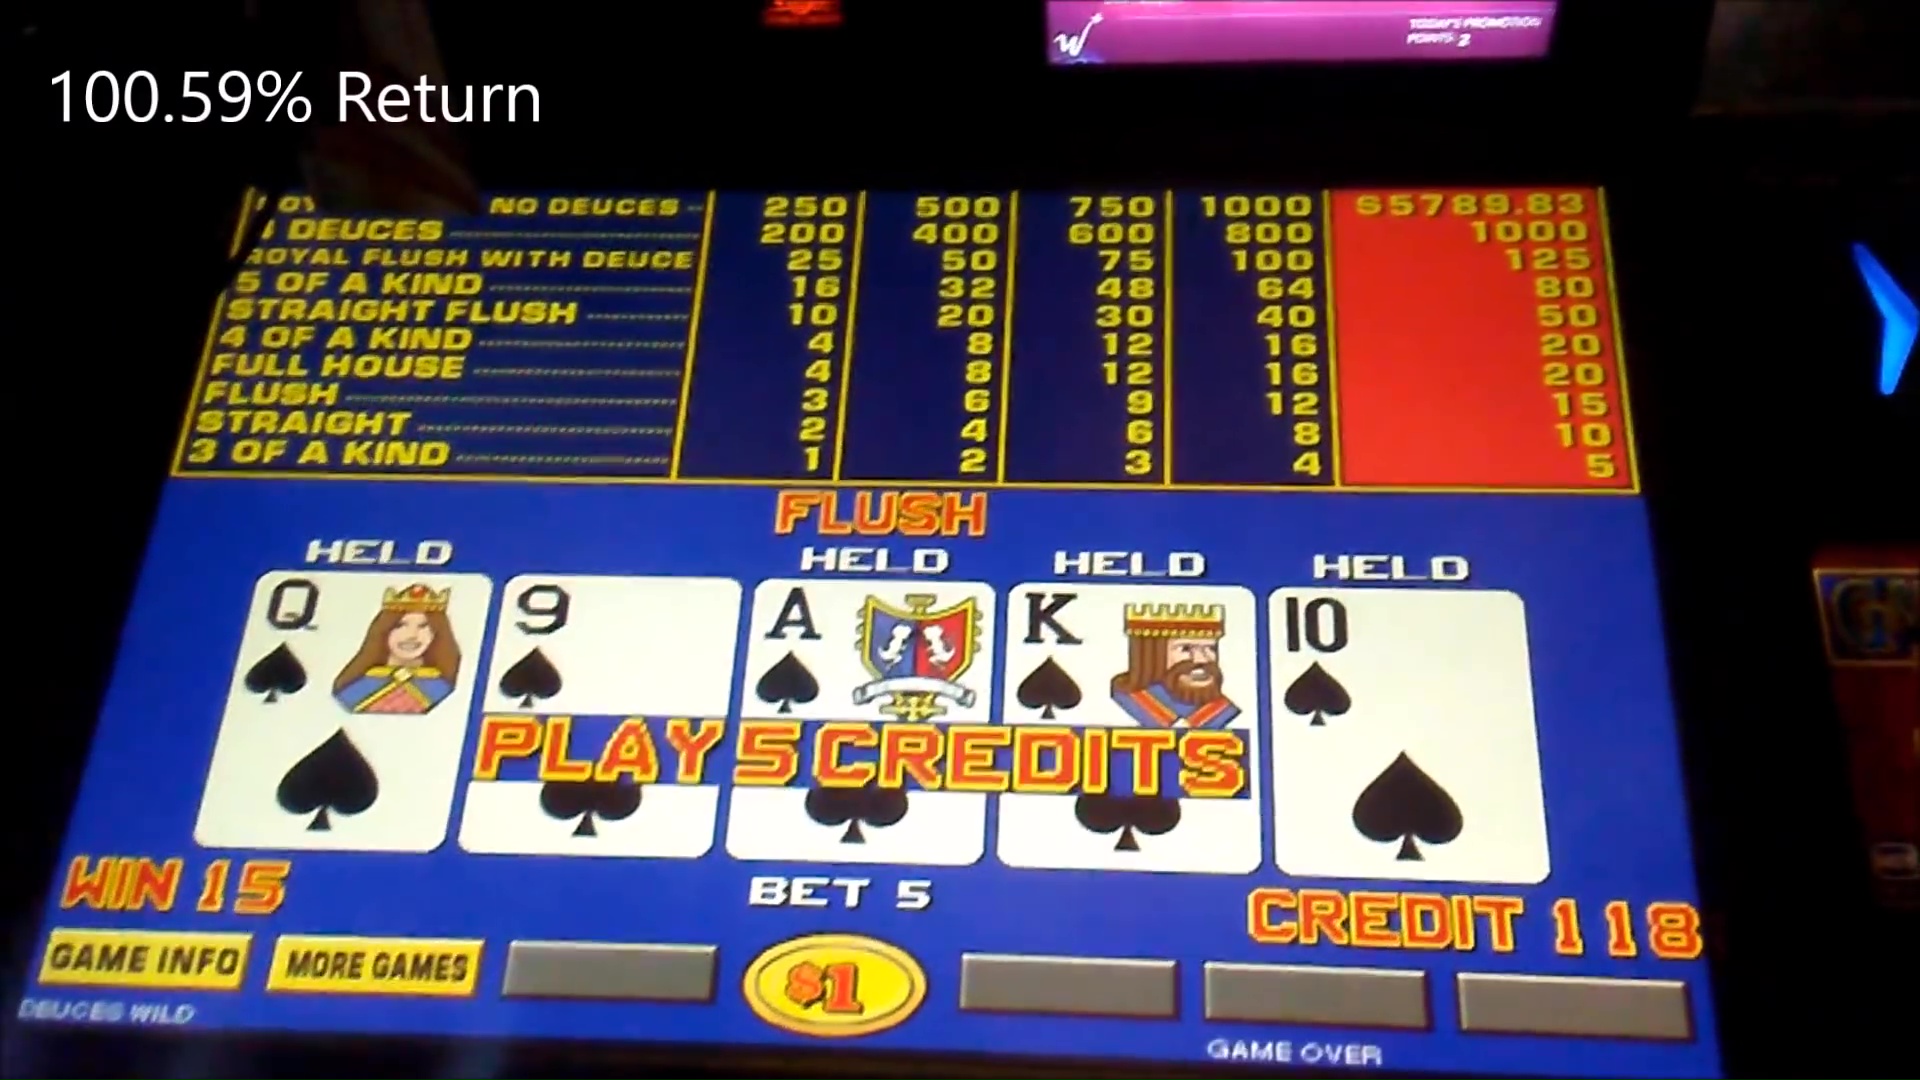 100.59% Return
W
TODAY'S PROMOTION
POINTS 2
NO DEUCES 250 500 750 1000 $5789.83
4 DEUCES 200 400 600 800 1000
ROYAL FLUSH WITH DEUCE 25 50 75 100 125
5 OF A KIND 16 32 48 64 80
STRAIGHT FLUSH 10 20 30 40 50
4 OF A KIND 4 8 12 16 20
FULL HOUSE 4 8 12 16 20
FLUSH 3 6 9 12 15
STRAIGHT 2 4 6 8 10
3 OF A KIND 1 2 3 4 5
FLUSH
HELD HELD HELD HELD
Q 9 A K 10
PLAY 5 CREDITS
WIN 15 BET 5 CREDIT 118
GAME INFO MORE GAMES $1
DEUCES WILD GAME OVER